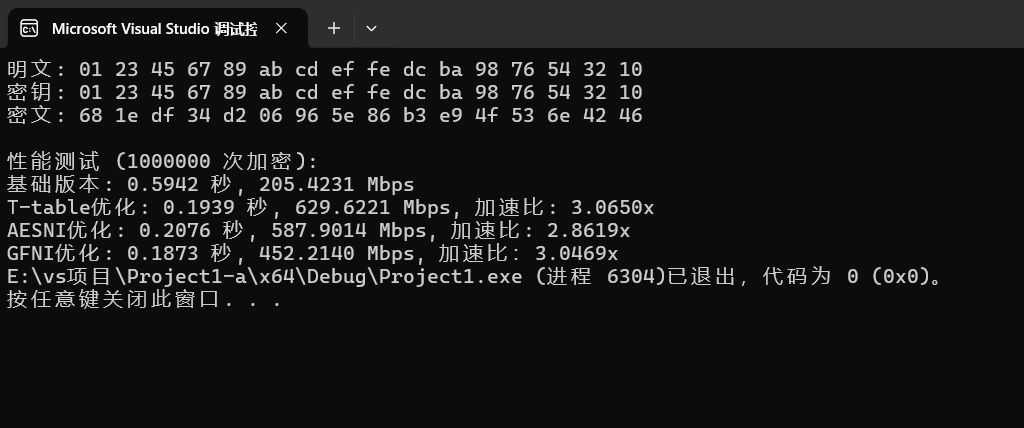 Microsoft Visual Studio 调试控
明文: 01 23 45 67 89 ab cd ef fe dc ba 98 76 54 32 10
密钥: 01 23 45 67 89 ab cd ef fe dc ba 98 76 54 32 10
密文: 68 1e df 34 d2 06 96 5e 86 b3 e9 4f 53 6e 42 46
性能测试 (1000000 次加密):
基础版本: 0.5942 秒, 205.4231 Mbps
T-table优化: 0.1939 秒, 629.6221 Mbps, 加速比: 3.0650x
AESNI优化: 0.2076 秒, 587.9014 Mbps, 加速比: 2.8619x
GFNI优化: 0.1873 秒, 452.2140 Mbps, 加速比: 3.0469x
E:\vs项目\Project1-a\x64\Debug\Project1.exe (进程 6304)已退出，代码为 0 (0x0)。
按任意键关闭此窗口. . .